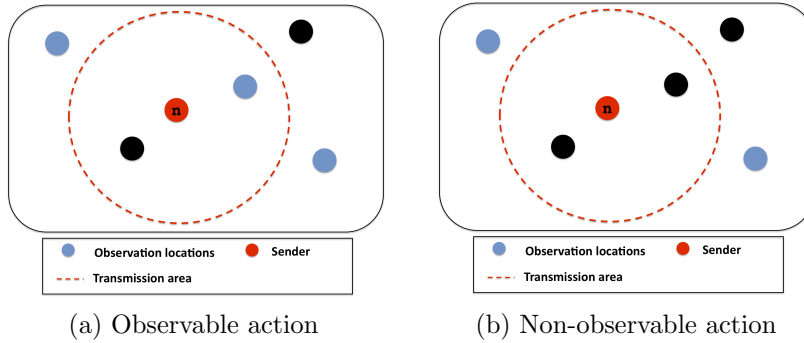 n
Observation locations
Sender
Transmission area
(a) Observable action
n
Observation locations
Sender
Transmission area
(b) Non-observable action